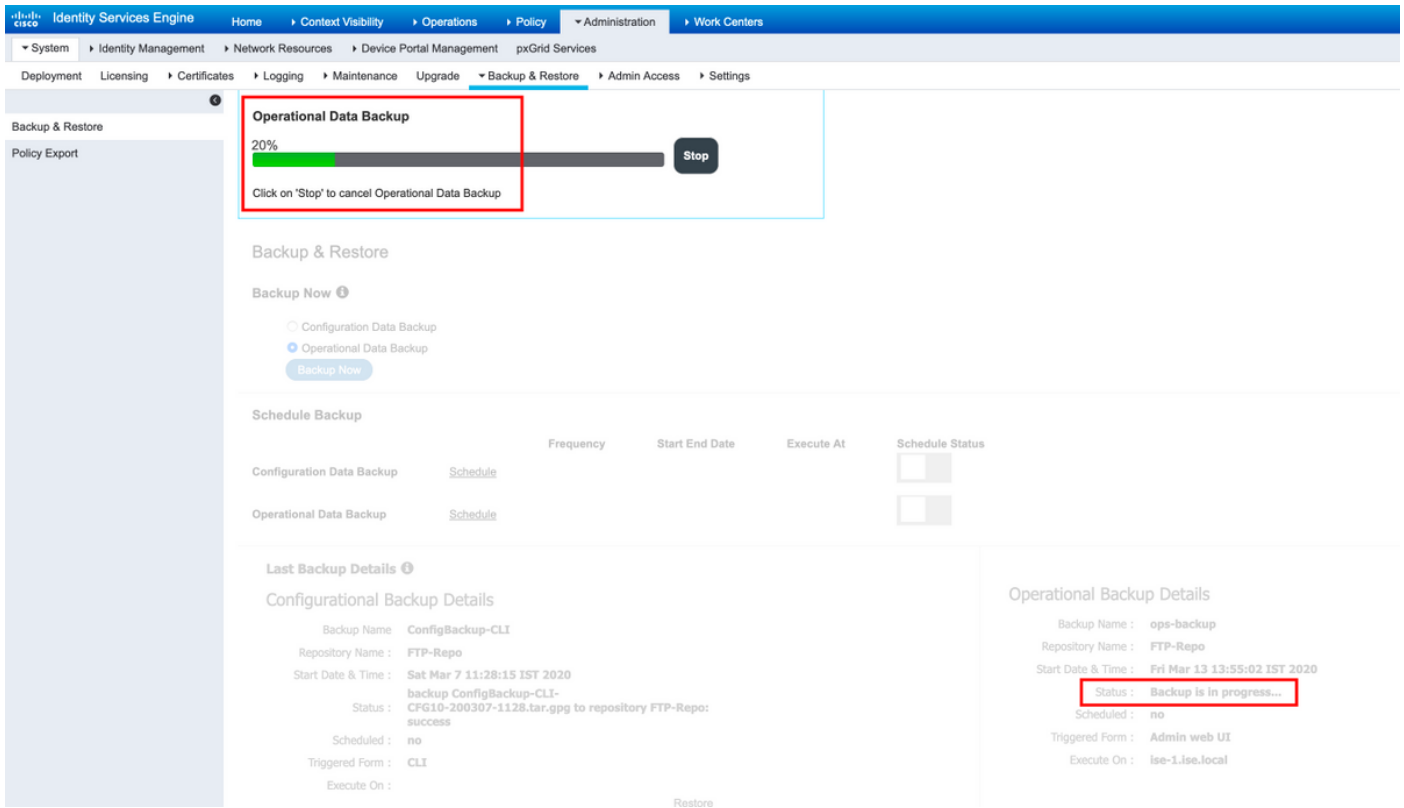 cisco Identity Services Engine Home Context Visibility Operations Policy Administration Work Centers
System Identity Management Network Resources Device Portal Management pxGrid Services
Deployment Licensing Certificates Logging Maintenance Upgrade Backup & Restore Admin Access Settings
Backup & Restore
Policy Export
Operational Data Backup
20%
Stop
Click on 'Stop' to cancel Operational Data Backup
Backup & Restore
Backup Now
Configuration Data Backup
Operational Data Backup
Backup Now
Schedule Backup
Frequency Start End Date Execute At Schedule Status
Configuration Data Backup Schedule
Operational Data Backup Schedule
Last Backup Details
Configurational Backup Details
Backup Name ConfigBackup-CLI
Repository Name : FTP-Repo
Start Date & Time : Sat Mar 7 11:28:15 IST 2020
backup ConfigBackup-CLI-
Status : CFG10-200307-1128.tar.gpg to repository FTP-Repo:
success
Scheduled : no
Triggered Form : CLI
Execute On :
Restore
Operational Backup Details
Backup Name : ops-backup
Repository Name : FTP-Repo
Start Date & Time : Fri Mar 13 13:55:02 IST 2020
Status : Backup is in progress...
Scheduled : no
Triggered Form : Admin web UI
Execute On : ise-1.ise.local